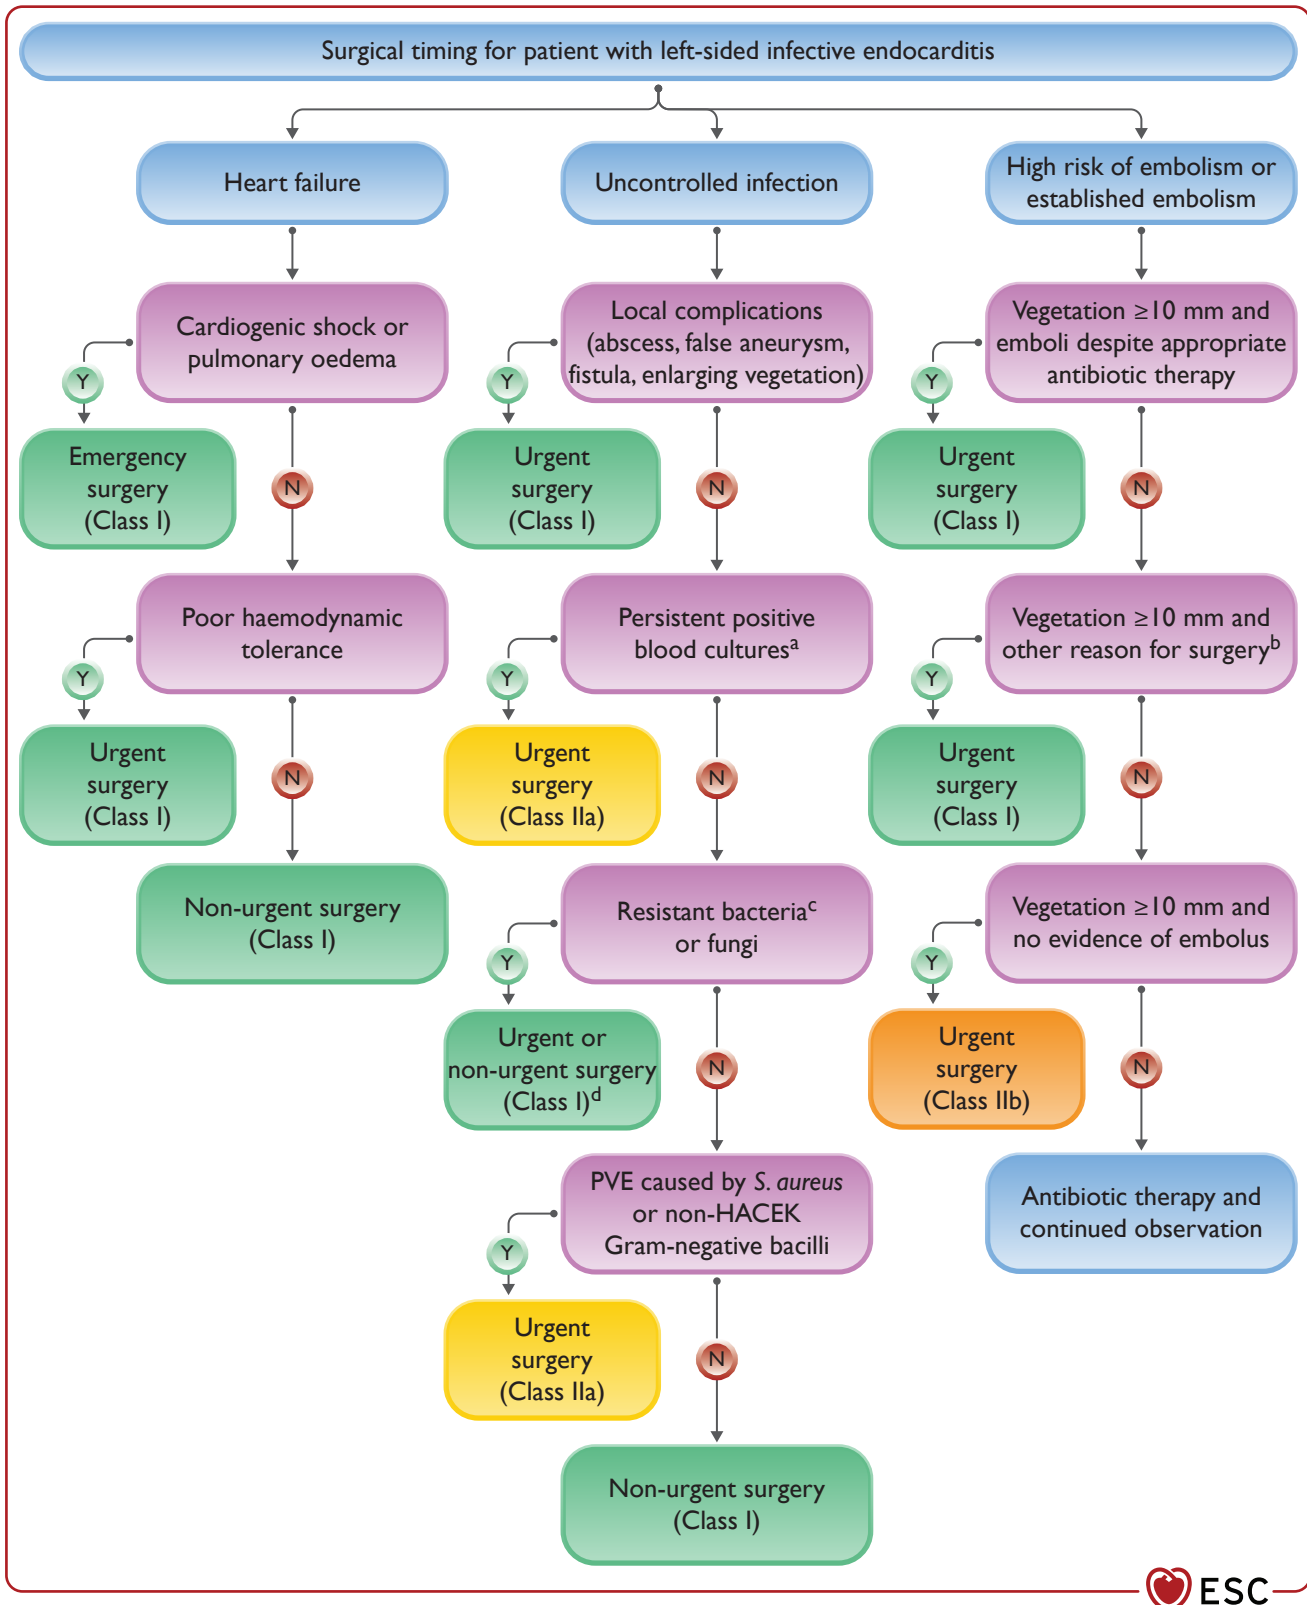 Surgical timing for patient with left-sided infective endocarditis
Heart failure
Uncontrolled infection
High risk of embolism or
established embolism
Cardiogenic shock or
pulmonary oedema
Local complications
(abscess, false aneurysm,
fistula, enlarging vegetation)
Vegetation ≥10 mm and
emboli despite appropriate
antibiotic therapy
Y
Y
Y
Emergency
surgery
(Class I)
N
Urgent
surgery
(Class I)
N
Urgent
surgery
(Class I)
N
Poor haemodynamic
tolerance
Persistent positive
blood culturesᵃ
Vegetation ≥10 mm and
other reason for surgeryᵇ
Y
Y
Y
Urgent
surgery
(Class I)
N
Urgent
surgery
(Class IIa)
N
Urgent
surgery
(Class I)
N
Non-urgent surgery
(Class I)
Resistant bacteriaᶜ
or fungi
Vegetation ≥10 mm and
no evidence of embolus
Y
Y
Urgent or
non-urgent surgery
(Class I)ᵈ
N
Urgent
surgery
(Class IIb)
N
PVE caused by S. aureus
or non-HACEK
Gram-negative bacilli
Antibiotic therapy and
continued observation
Y
Urgent
surgery
(Class IIa)
N
Non-urgent surgery
(Class I)
ESC